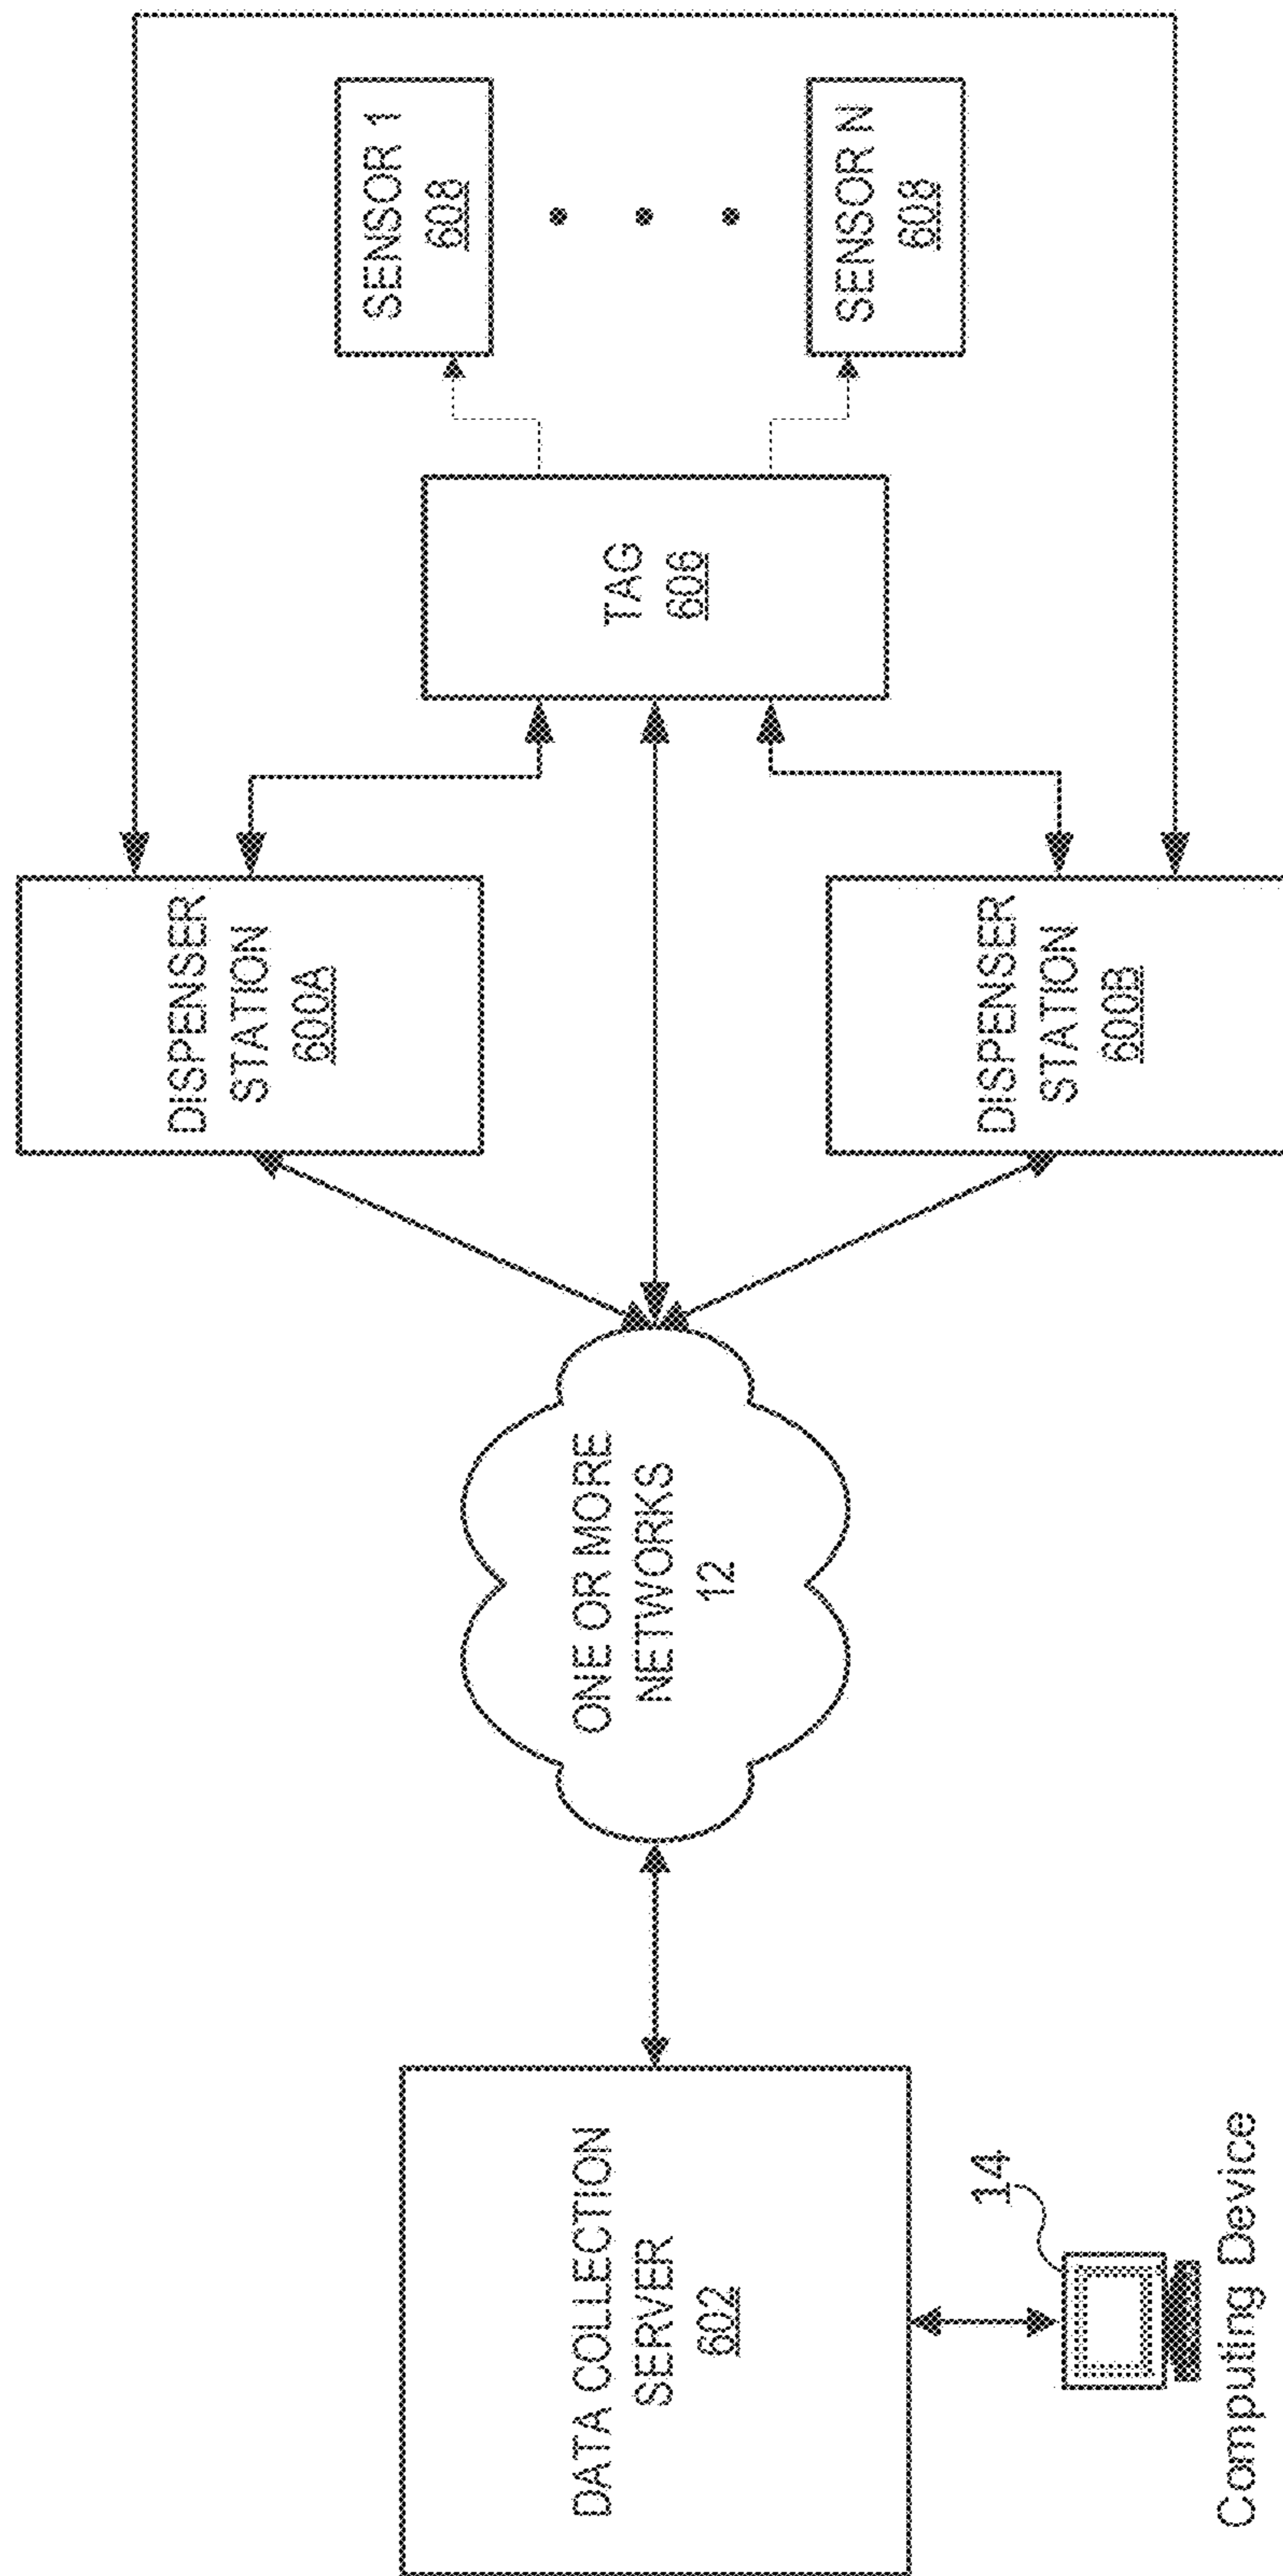 DATA COLLECTION
SERVER
602
14
Computing Device
ONE OR MORE
NETWORKS
12
DISPENSER
STATION
600A
DISPENSER
STATION
600B
TAG
606
SENSOR 1
608
SENSOR N
608